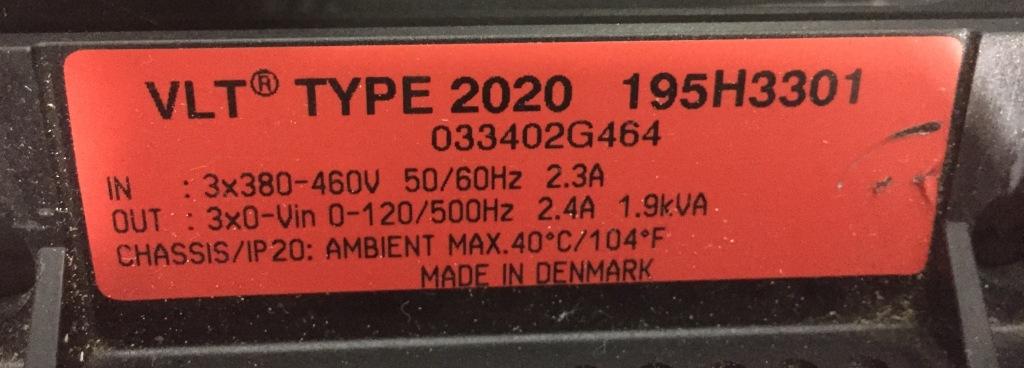 VLT® TYPE 2020 195H3301
033402G464
IN : 3x380-460V 50/60Hz 2.3A
OUT : 3x0-Vin 0-120/500Hz 2.4A 1.9kVA
CHASSIS/IP20: AMBIENT MAX.40°C/104°F
MADE IN DENMARK